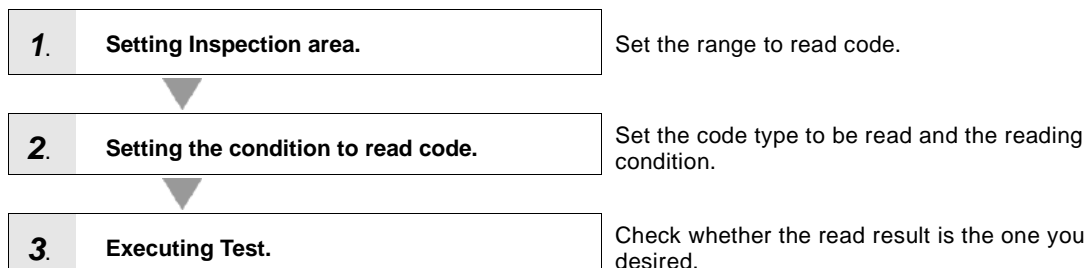 1. Setting Inspection area. Set the range to read code.
2. Setting the condition to read code. Set the code type to be read and the reading
condition.
3. Executing Test. Check whether the read result is the one you
desired.